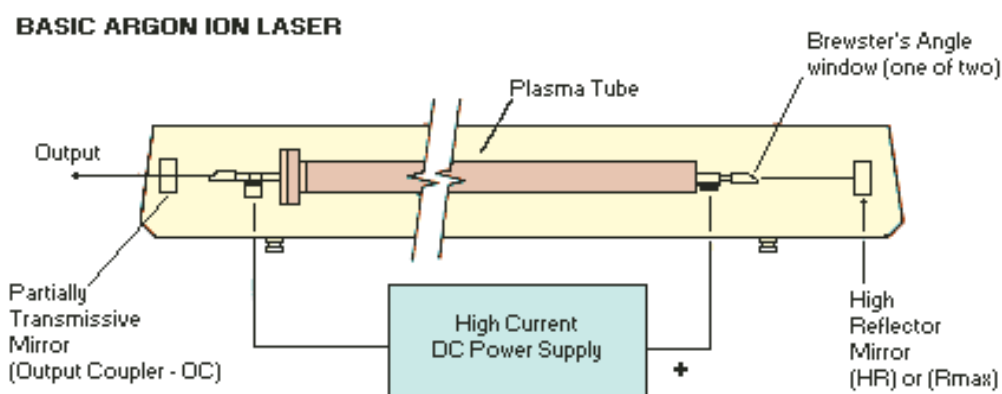 BASIC ARGON ION LASER
Brewster's Angle
window (one of two)
Plasma Tube
Output
Partially
Transmissive
Mirror
(Output Coupler - OC)
High Current
DC Power Supply
+
High
Reflector
Mirror
(HR) or (Rmax)